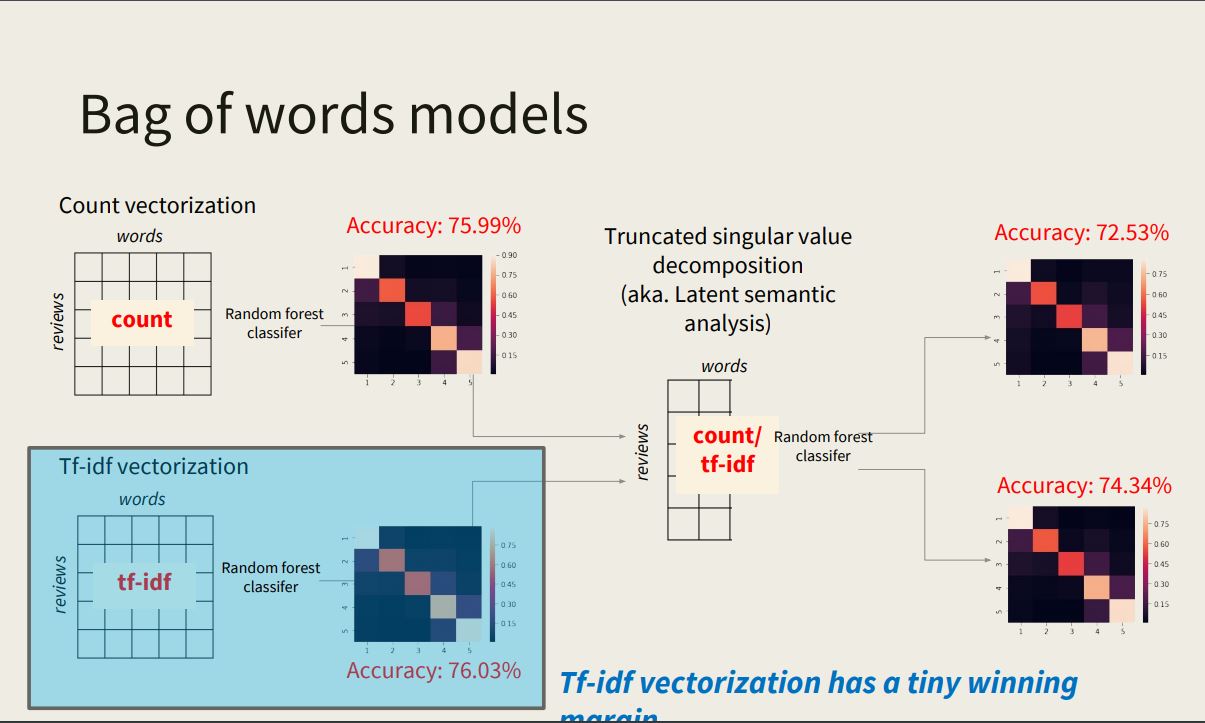 Bag of words models
Count vectorization
words
reviews
count
Random forest
classifer
Accuracy: 75.99%
0.90
0.75
0.60
0.45
0.30
0.15
1
2
3
4
5
1 2 3 4 5
Tf-idf vectorization
words
reviews
tf-idf
Random forest
classifer
0.75
0.60
0.45
0.30
0.15
1
2
3
4
5
1 2 3 4 5
Accuracy: 76.03%
Truncated singular value
decomposition
(aka. Latent semantic
analysis)
words
reviews
count/
tf-idf
Random forest
classifer
Accuracy: 72.53%
0.75
0.60
0.45
0.30
0.15
1
2
3
4
5
1 2 3 4 5
Accuracy: 74.34%
0.75
0.60
0.45
0.30
0.15
1
2
3
4
5
1 2 3 4 5
Tf-idf vectorization has a tiny winning
margin